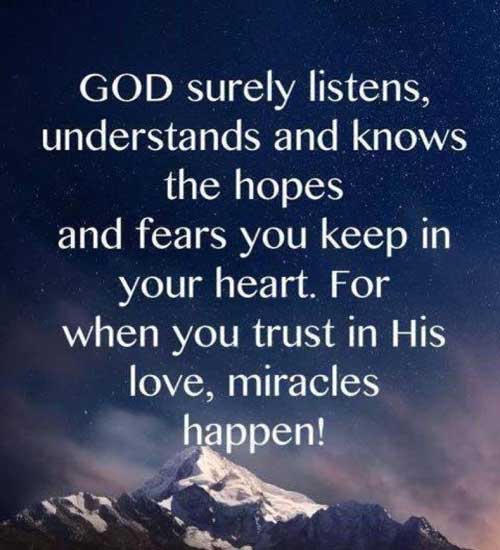 GOD surely listens,
understands and knows
the hopes
and fears you keep in
your heart. For
when you trust in His
love, miracles
happen!